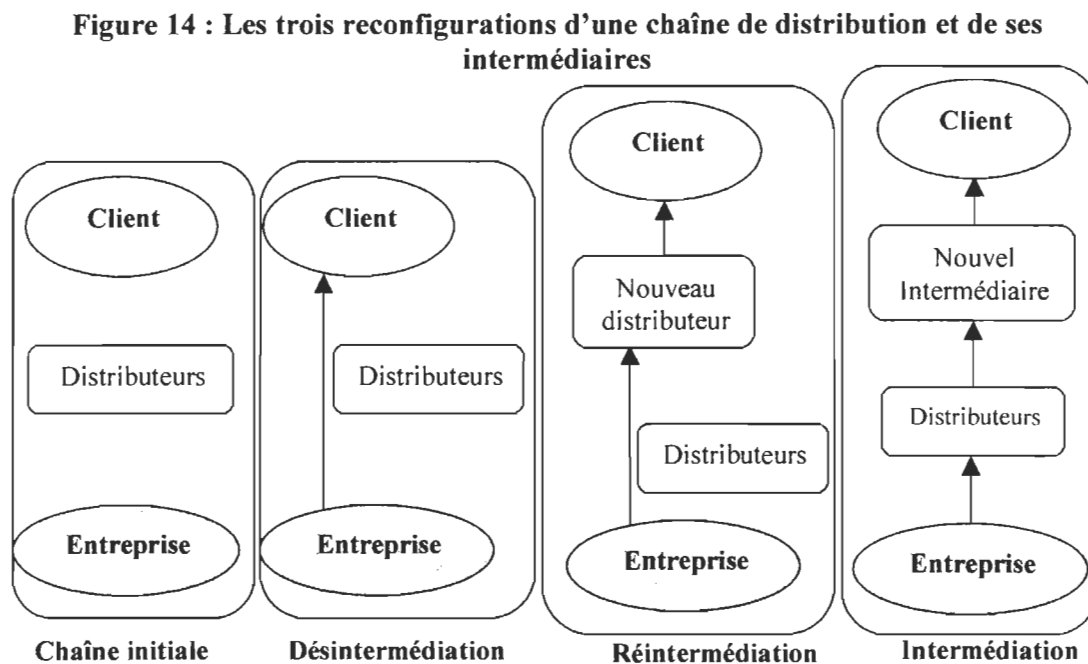 Figure 14 : Les trois reconfigurations d'une chaîne de distribution et de ses
intermédiaires
Client
Distributeurs
Entreprise
Chaîne initiale
Client
Distributeurs
Entreprise
Désintermédiation
Client
Nouveau
distributeur
Distributeurs
Entreprise
Réintermédiation
Client
Nouvel
Intermédiaire
Distributeurs
Entreprise
Intermédiation